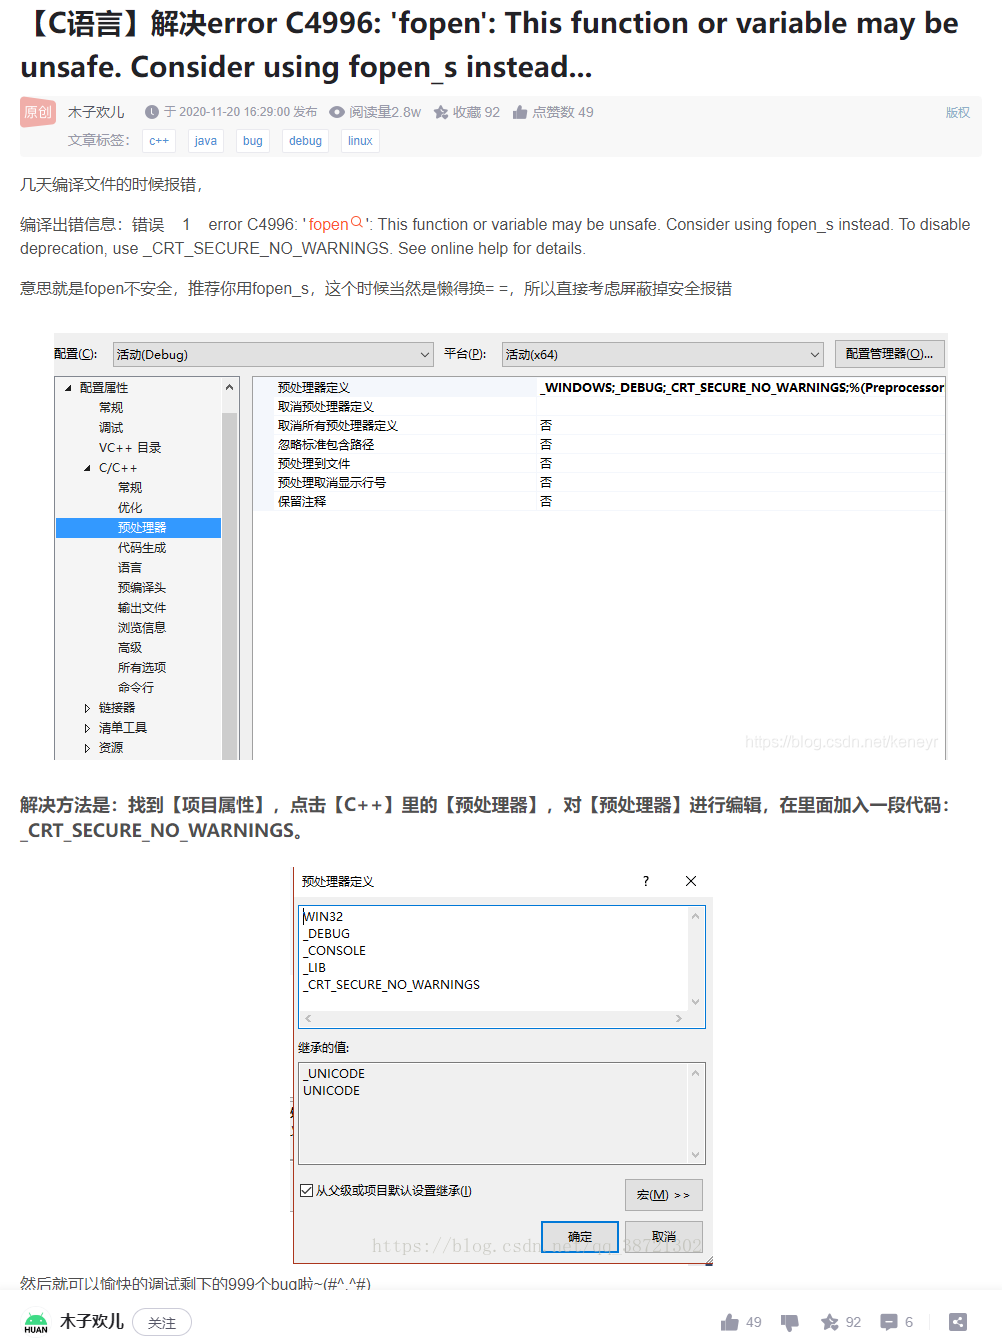 【C语言】解决error C4996: 'fopen': This function or variable may be
unsafe. Consider using fopen_s instead...
原创 木子欢儿 于 2020-11-20 16:29:00 发布 阅读量2.8w 收藏 92 点赞数 49 版权
文章标签： c++ java bug debug linux
几天编译文件的时候报错，
编译出错信息：错误 1 error C4996: 'fopen': This function or variable may be unsafe. Consider using fopen_s instead. To disable
deprecation, use _CRT_SECURE_NO_WARNINGS. See online help for details.
意思就是fopen不安全，推荐你用fopen_s，这个时候当然是懒得换= =，所以直接考虑屏蔽掉安全报错
配置(C): 活动(Debug) 平台(P): 活动(x64) 配置管理器(O)...
配置属性
常规
调试
VC++ 目录
C/C++
常规
优化
预处理器
代码生成
语言
预编译头
输出文件
浏览信息
高级
所有选项
命令行
链接器
清单工具
资源
预处理器定义 _WINDOWS;_DEBUG;_CRT_SECURE_NO_WARNINGS;%(Preprocessor
取消预处理器定义
取消所有预处理器定义 否
忽略标准包含路径 否
预处理到文件 否
预处理取消显示行号 否
保留注释 否
https://blog.csdn.net/keneyr
解决方法是：找到【项目属性】，点击【C++】里的【预处理器】，对【预处理器】进行编辑，在里面加入一段代码：
_CRT_SECURE_NO_WARNINGS。
预处理器定义 ?
WIN32
_DEBUG
_CONSOLE
_LIB
_CRT_SECURE_NO_WARNINGS
继承的值:
_UNICODE
UNICODE
从父级或项目默认设置继承(I)
宏(M) >>
确定 取消
https://blog.csdn.net/qq_38721302
然后就可以愉快的调试剩下的999个bug啦~(#^.^#)
HUAN 木子欢儿 关注 49 92 6